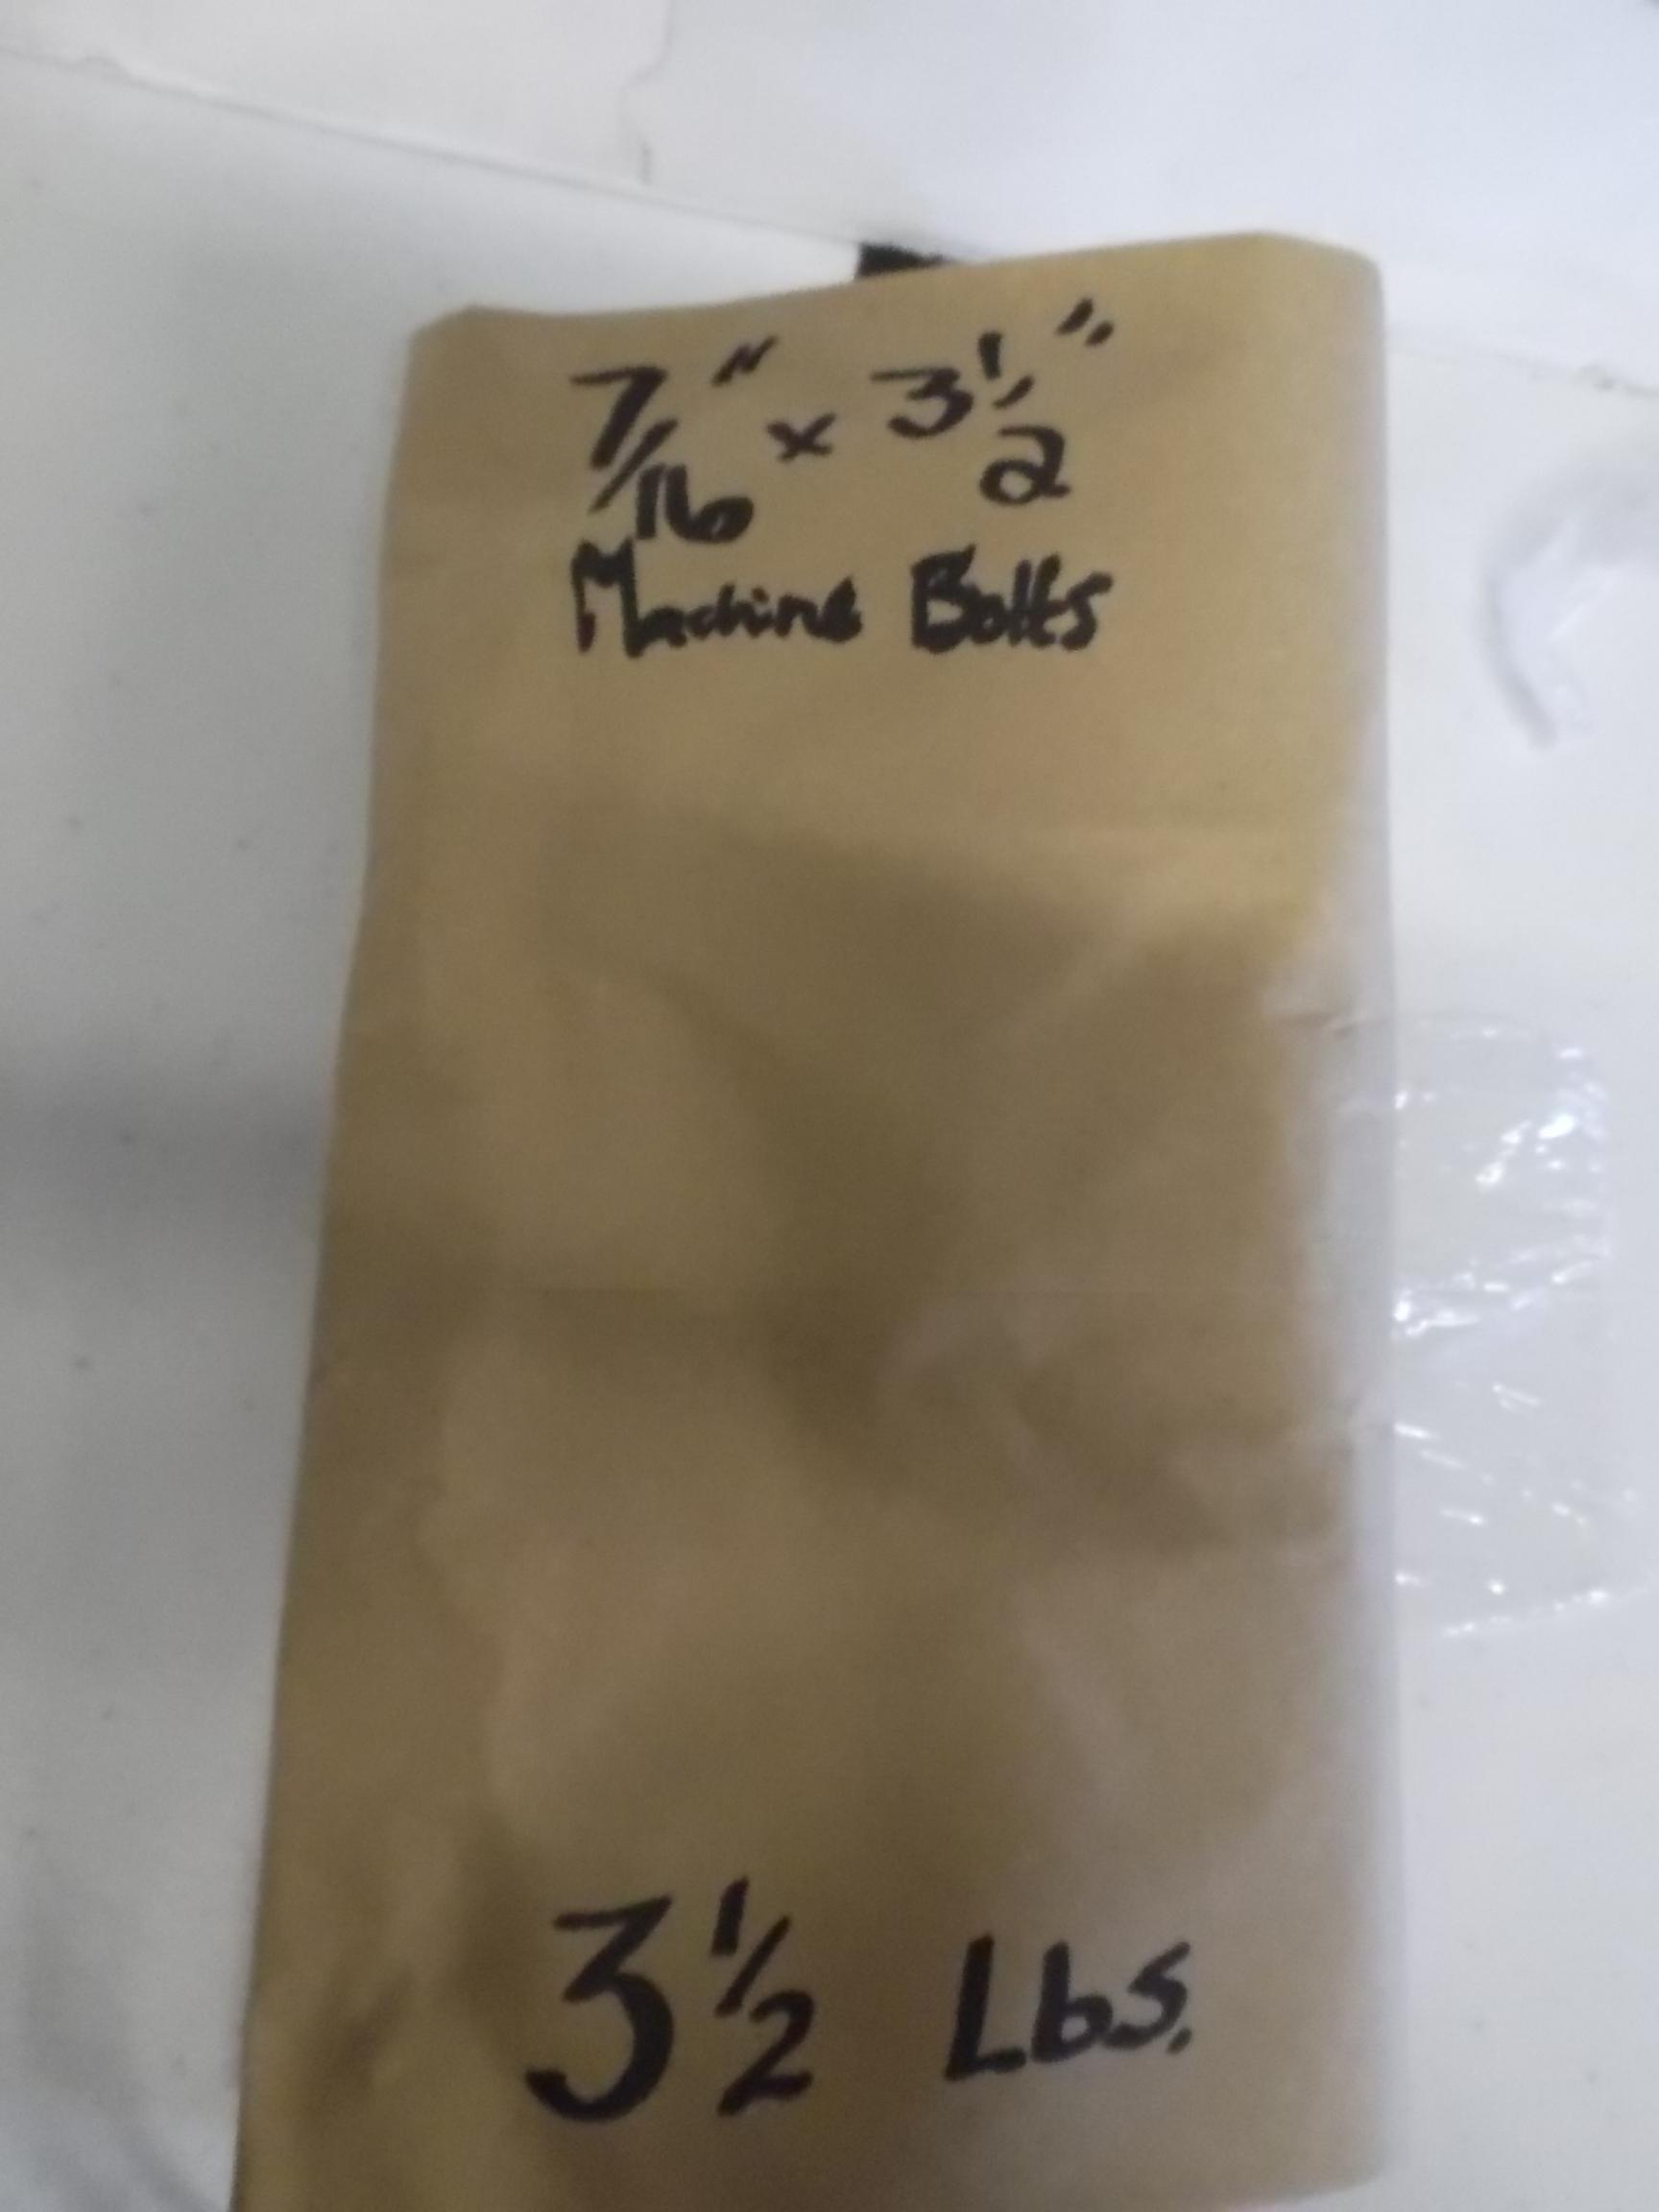 7/16" x 3 1/2"
Machine Bolts
3 1/2 Lbs.